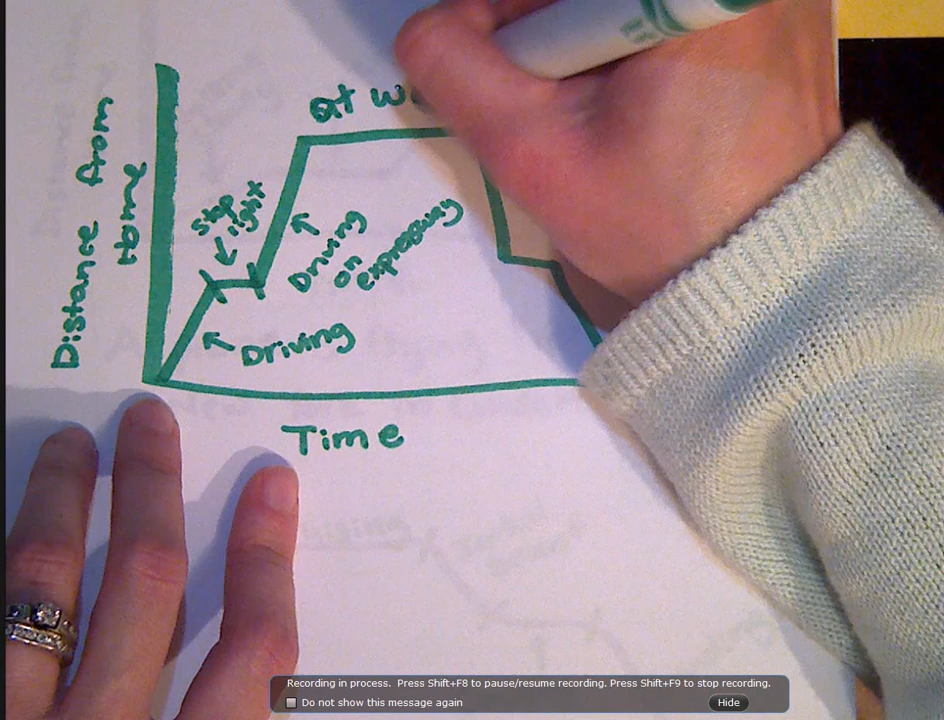 at
Distance from
Home
Stop
light
Driving
on
expressway
Driving
Time
Recording in process. Press Shift+F8 to pause/resume recording. Press Shift+F9 to stop recording.
Do not show this message again
Hide